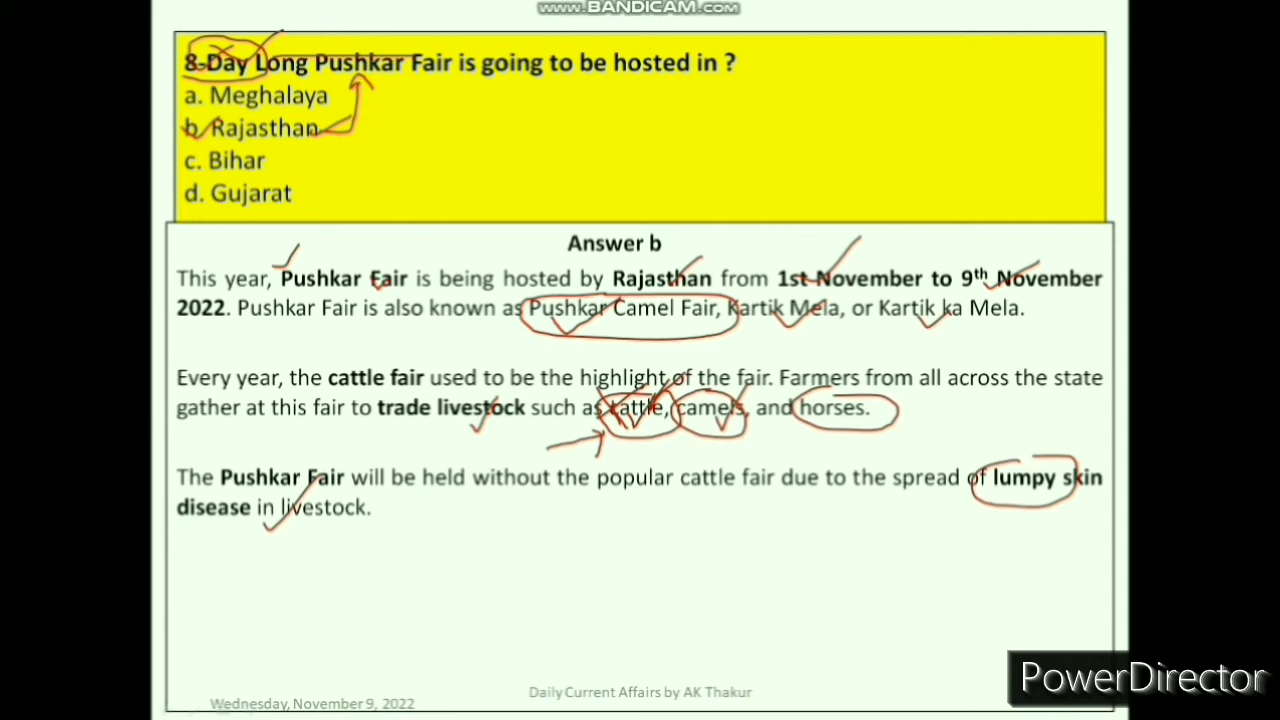 www.BANDICAM.com
8-Day Long Pushkar Fair is going to be hosted in ?
a. Meghalaya
b. Rajasthan
c. Bihar
d. Gujarat
Answer b
This year, Pushkar Fair is being hosted by Rajasthan from 1st November to 9th November
2022. Pushkar Fair is also known as Pushkar Camel Fair, Kartik Mela, or Kartik ka Mela.
Every year, the cattle fair used to be the highlight of the fair. Farmers from all across the state
gather at this fair to trade livestock such as cattle, camels, and horses.
The Pushkar Fair will be held without the popular cattle fair due to the spread of lumpy skin
disease in livestock.
Wednesday, November 9, 2022
Daily Current Affairs by AK Thakur
PowerDirector